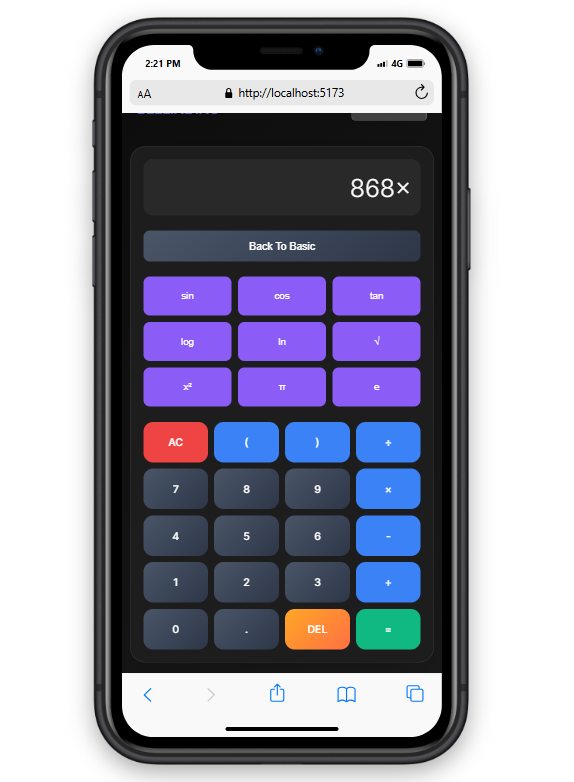 2:21 PM 4G
AA http://localhost:5173
868×
Back To Basic
sin cos tan
log ln √
x² π e
AC ( ) ÷
7 8 9 ×
4 5 6 -
1 2 3 +
0 . DEL =